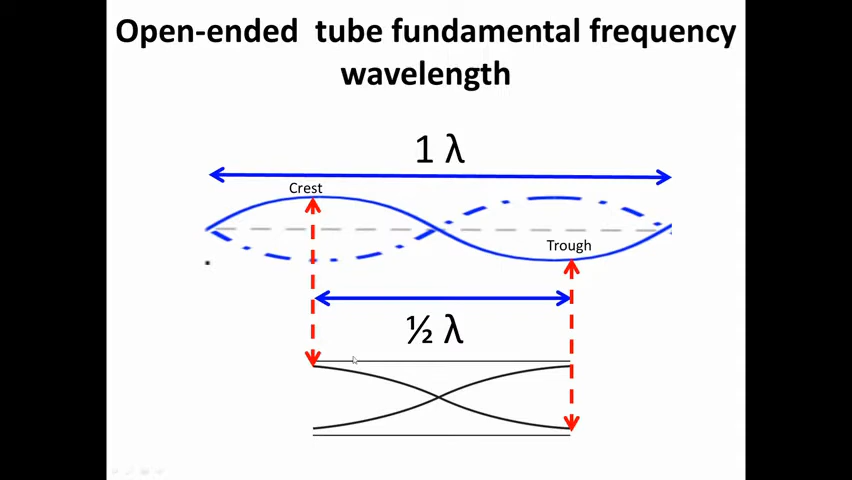 Open-ended  tube fundamental frequency
wavelength
1 λ
Crest
Trough
½ λ